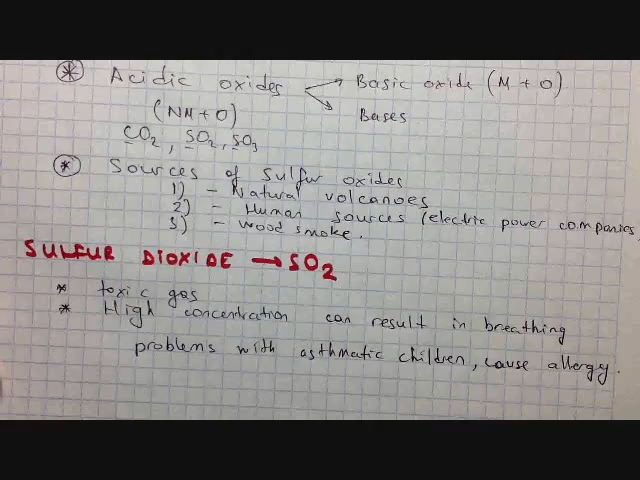 * Acidic oxides → Basic oxide (M + O)
(NM + O) → Bases
CO2, SO2, SO3
* Sources of sulfur oxides
1) - Natural volcanoes
2) - Human sources (electric power companies,
3) - Wood smoke.
SULFUR DIOXIDE → SO2
* toxic gas
* High concentration can result in breathing
problems with asthmatic children, cause allergy.